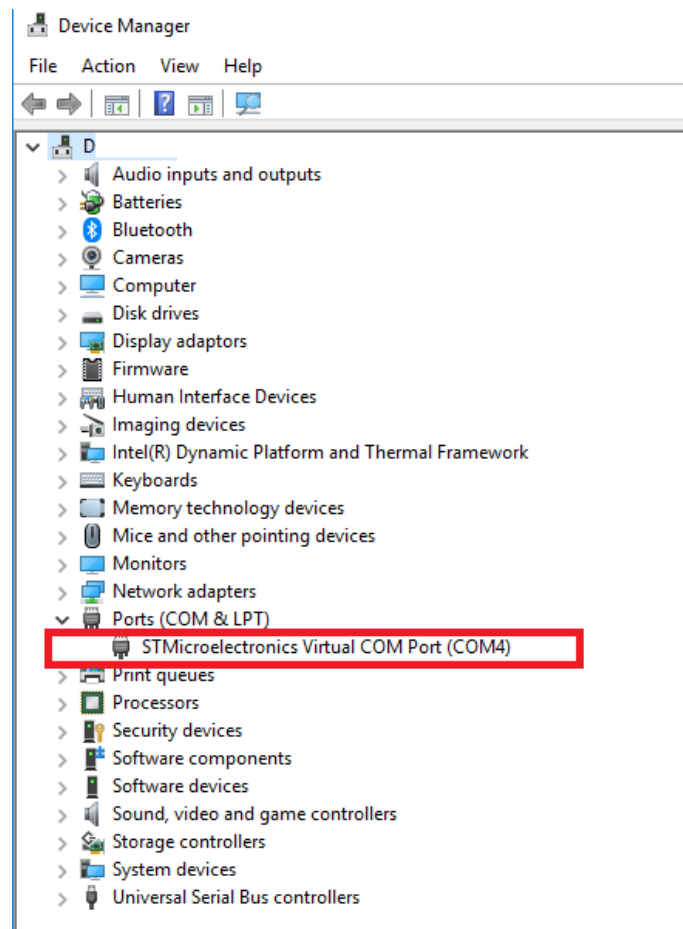 Device Manager
File Action View Help
D
Audio inputs and outputs
Batteries
Bluetooth
Cameras
Computer
Disk drives
Display adaptors
Firmware
Human Interface Devices
Imaging devices
Intel(R) Dynamic Platform and Thermal Framework
Keyboards
Memory technology devices
Mice and other pointing devices
Monitors
Network adapters
Ports (COM & LPT)
STMicroelectronics Virtual COM Port (COM4)
Print queues
Processors
Security devices
Software components
Software devices
Sound, video and game controllers
Storage controllers
System devices
Universal Serial Bus controllers